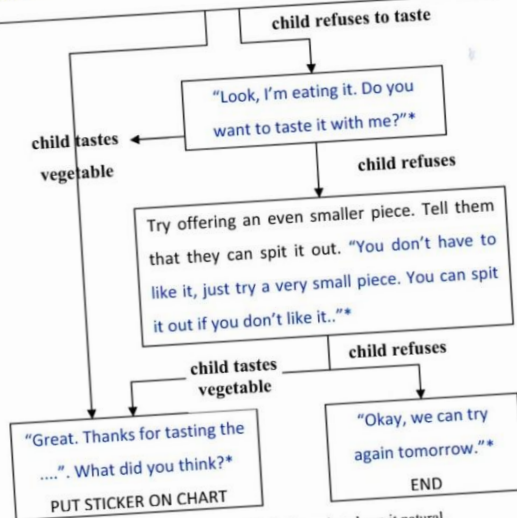 child refuses to taste
“Look, I’m eating it. Do you
want to taste it with me?”*
child tastes
vegetable
child refuses
Try offering an even smaller piece. Tell them
that they can spit it out. “You don’t have to
like it, just try a very small piece. You can spit
it out if you don’t like it..”*
child tastes
vegetable
child refuses
“Great. Thanks for tasting the
....”. What did you think?*
PUT STICKER ON CHART
“Okay, we can try
again tomorrow.”*
END
natural